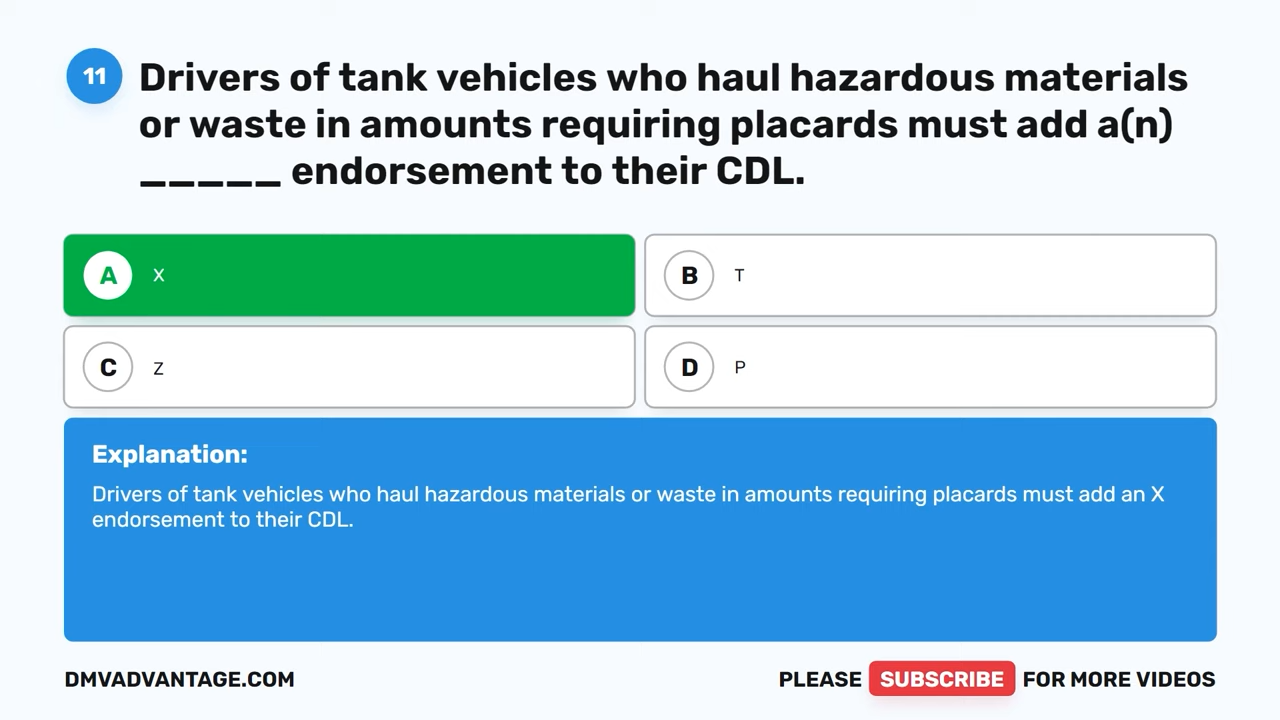 11 Drivers of tank vehicles who haul hazardous materials
or waste in amounts requiring placards must add a(n)
_____ endorsement to their CDL.
A X
B T
C Z
D P
Explanation:
Drivers of tank vehicles who haul hazardous materials or waste in amounts requiring placards must add an X
endorsement to their CDL.
DMVADVANTAGE.COM
PLEASE SUBSCRIBE FOR MORE VIDEOS